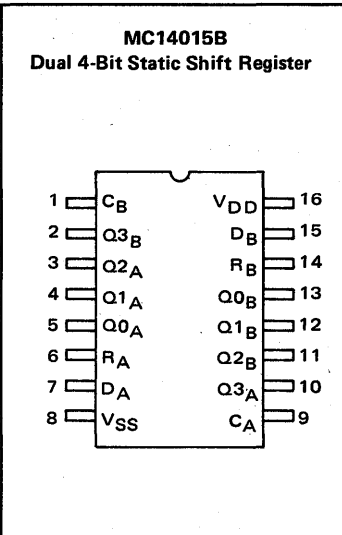 MC14015B
Dual 4-Bit Static Shift Register
1 CB VDD 16
2 Q3B DB 15
3 Q2A RB 14
4 Q1A Q0B 13
5 Q0A Q1B 12
6 RA Q2B 11
7 DA Q3A 10
8 VSS CA 9